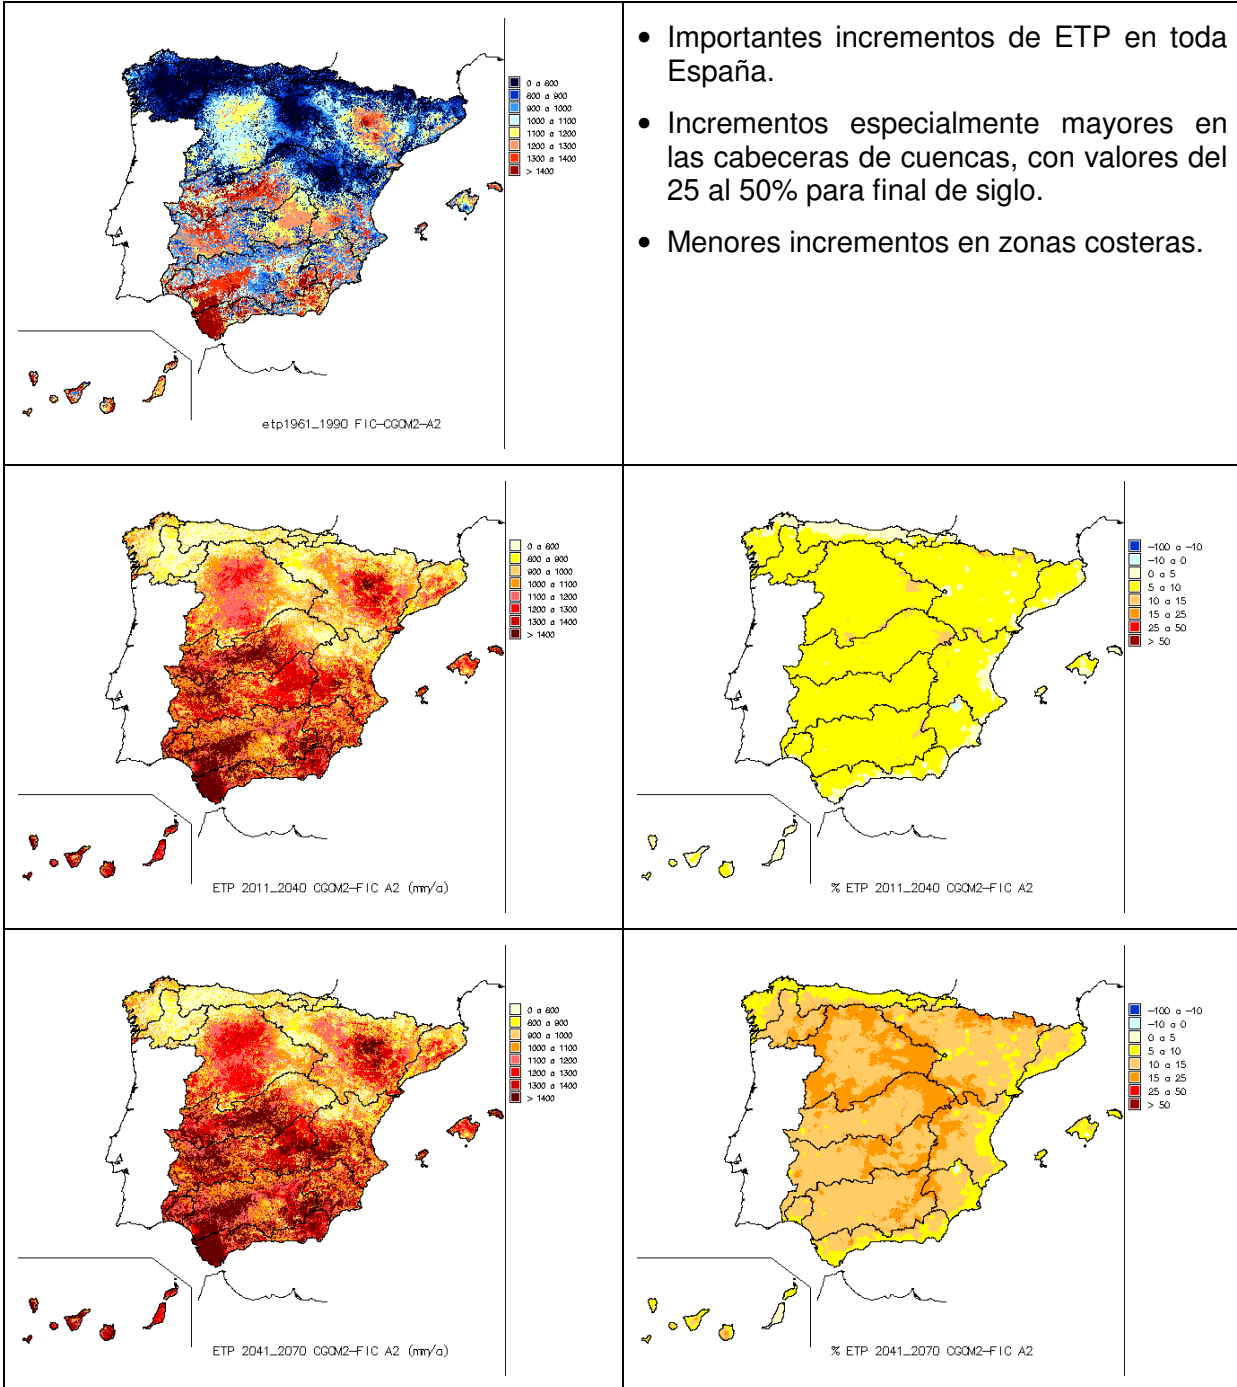 0 a 800
800 a 900
900 a 1000
1000 a 1100
1100 a 1200
1200 a 1300
1300 a 1400
> 1400
etp1961_1990 FIC-CGCM2-A2
• Importantes incrementos de ETP en toda
España.
• Incrementos especialmente mayores en
las cabeceras de cuencas, con valores del
25 al 50% para final de siglo.
• Menores incrementos en zonas costeras.
0 a 800
800 a 900
900 a 1000
1000 a 1100
1100 a 1200
1200 a 1300
1300 a 1400
> 1400
ETP 2011_2040 CGCM2-FIC A2 (mm/a)
-100 a -10
-10 a 0
0 a 5
5 a 10
10 a 15
15 a 25
25 a 50
> 50
% ETP 2011_2040 CGCM2-FIC A2
0 a 800
800 a 900
900 a 1000
1000 a 1100
1100 a 1200
1200 a 1300
1300 a 1400
> 1400
ETP 2041_2070 CGCM2-FIC A2 (mm/a)
-100 a -10
-10 a 0
0 a 5
5 a 10
10 a 15
15 a 25
25 a 50
> 50
% ETP 2041_2070 CGCM2-FIC A2